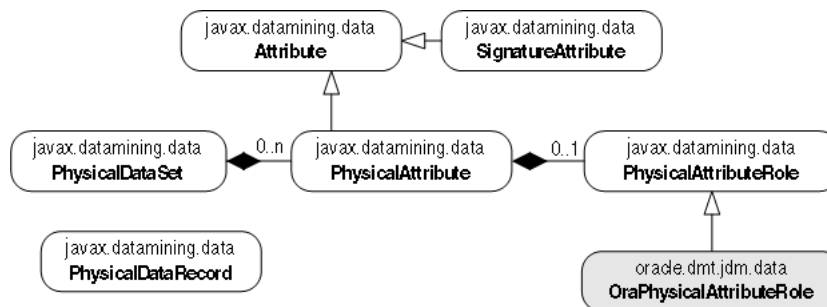 javax.datamining.data
Attribute
javax.datamining.data
SignatureAttribute
javax.datamining.data
PhysicalDataSet
0..n
javax.datamining.data
PhysicalAttribute
0..1
javax.datamining.data
PhysicalAttributeRole
javax.datamining.data
PhysicalDataRecord
oracle.dmt.jdm.data
OraPhysicalAttributeRole